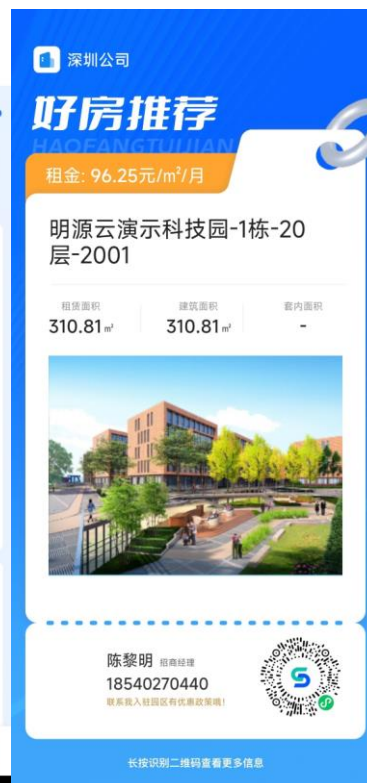 深圳公司
好房推荐
HAOFANGTUIJIAN
租金: 96.25元/m²/月
明源云演示科技园-1栋-20
层-2001
租赁面积 建筑面积 套内面积
310.81㎡ 310.81㎡ -
陈黎明 招商经理
18540270440
联系我入驻园区有优惠政策哦!
长按识别二维码查看更多信息